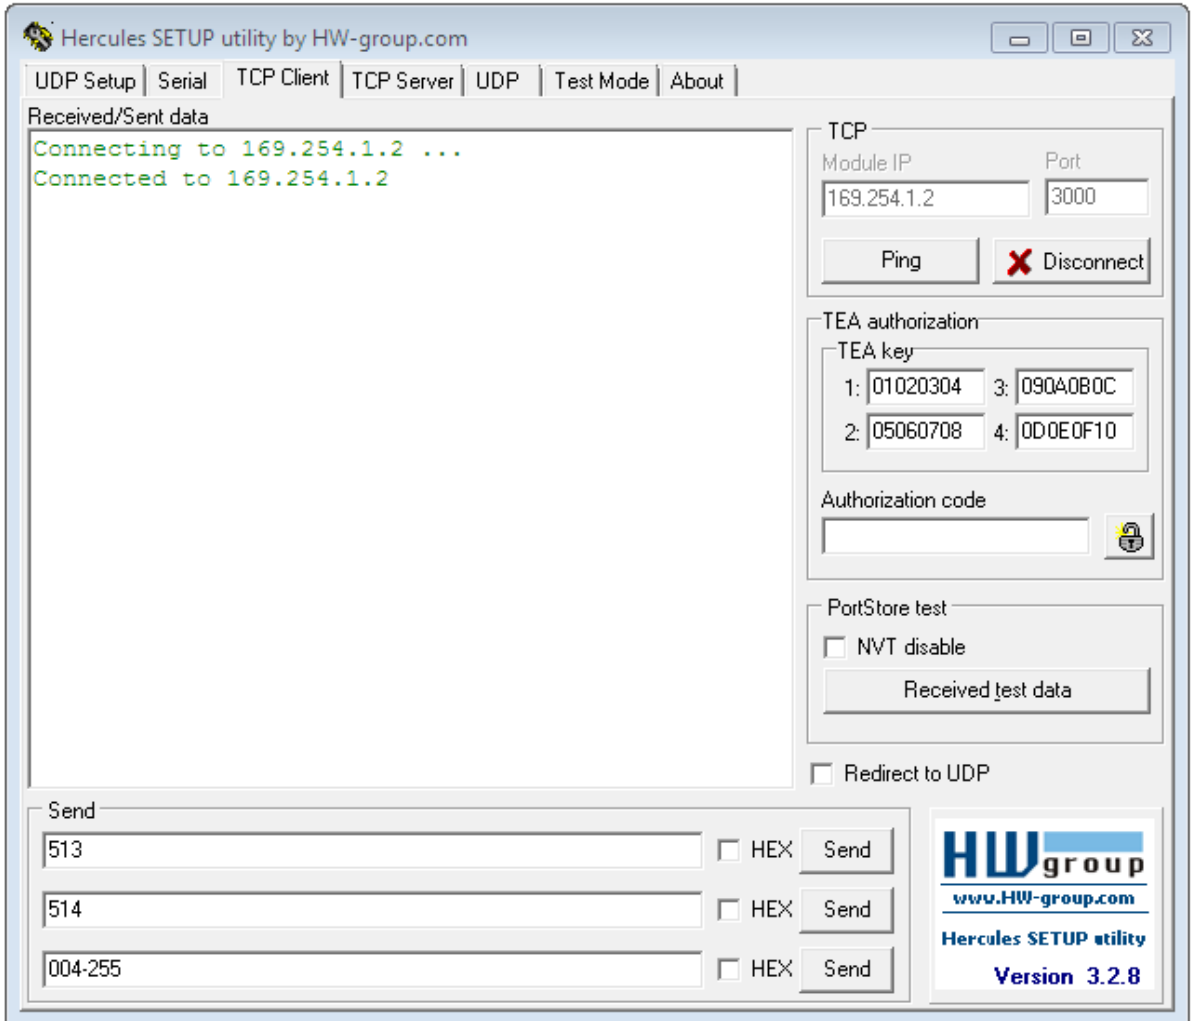 Hercules SETUP utility by HW-group.com
UDP Setup Serial TCP Client TCP Server UDP Test Mode About
Received/Sent data
Connecting to 169.254.1.2 ...
Connected to 169.254.1.2
TCP
Module IP Port
169.254.1.2 3000
Ping Disconnect
TEA authorization
TEA key
1: 01020304 3: 090A0B0C
2: 05060708 4: 0D0E0F10
Authorization code
PortStore test
NVT disable
Received test data
Redirect to UDP
Send
513 HEX Send
514 HEX Send
004-255 HEX Send
HW group
www.HW-group.com
Hercules SETUP utility
Version 3.2.8